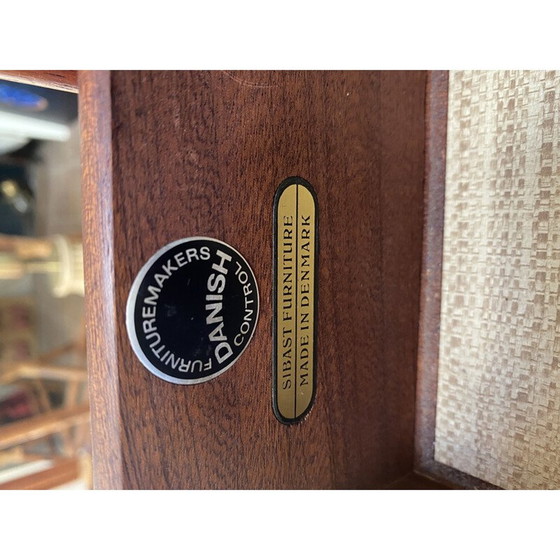 DANISH
FURNITUREMAKERS
CONTROL
SIBAST FURNITURE
MADE IN DENMARK